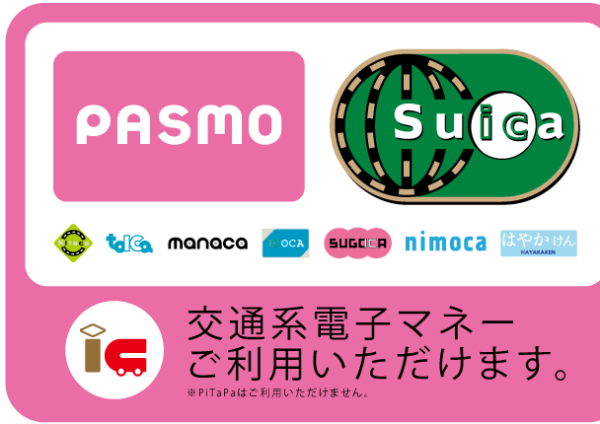 PASMO
Suica
Kitaca
toICa
manaca
ICOCA
SUGOCA
nimoca
はやかけん
HAYAKAKEN
交通系電子マネー
ご利用いただけます。
※PiTaPaはご利用いただけません。